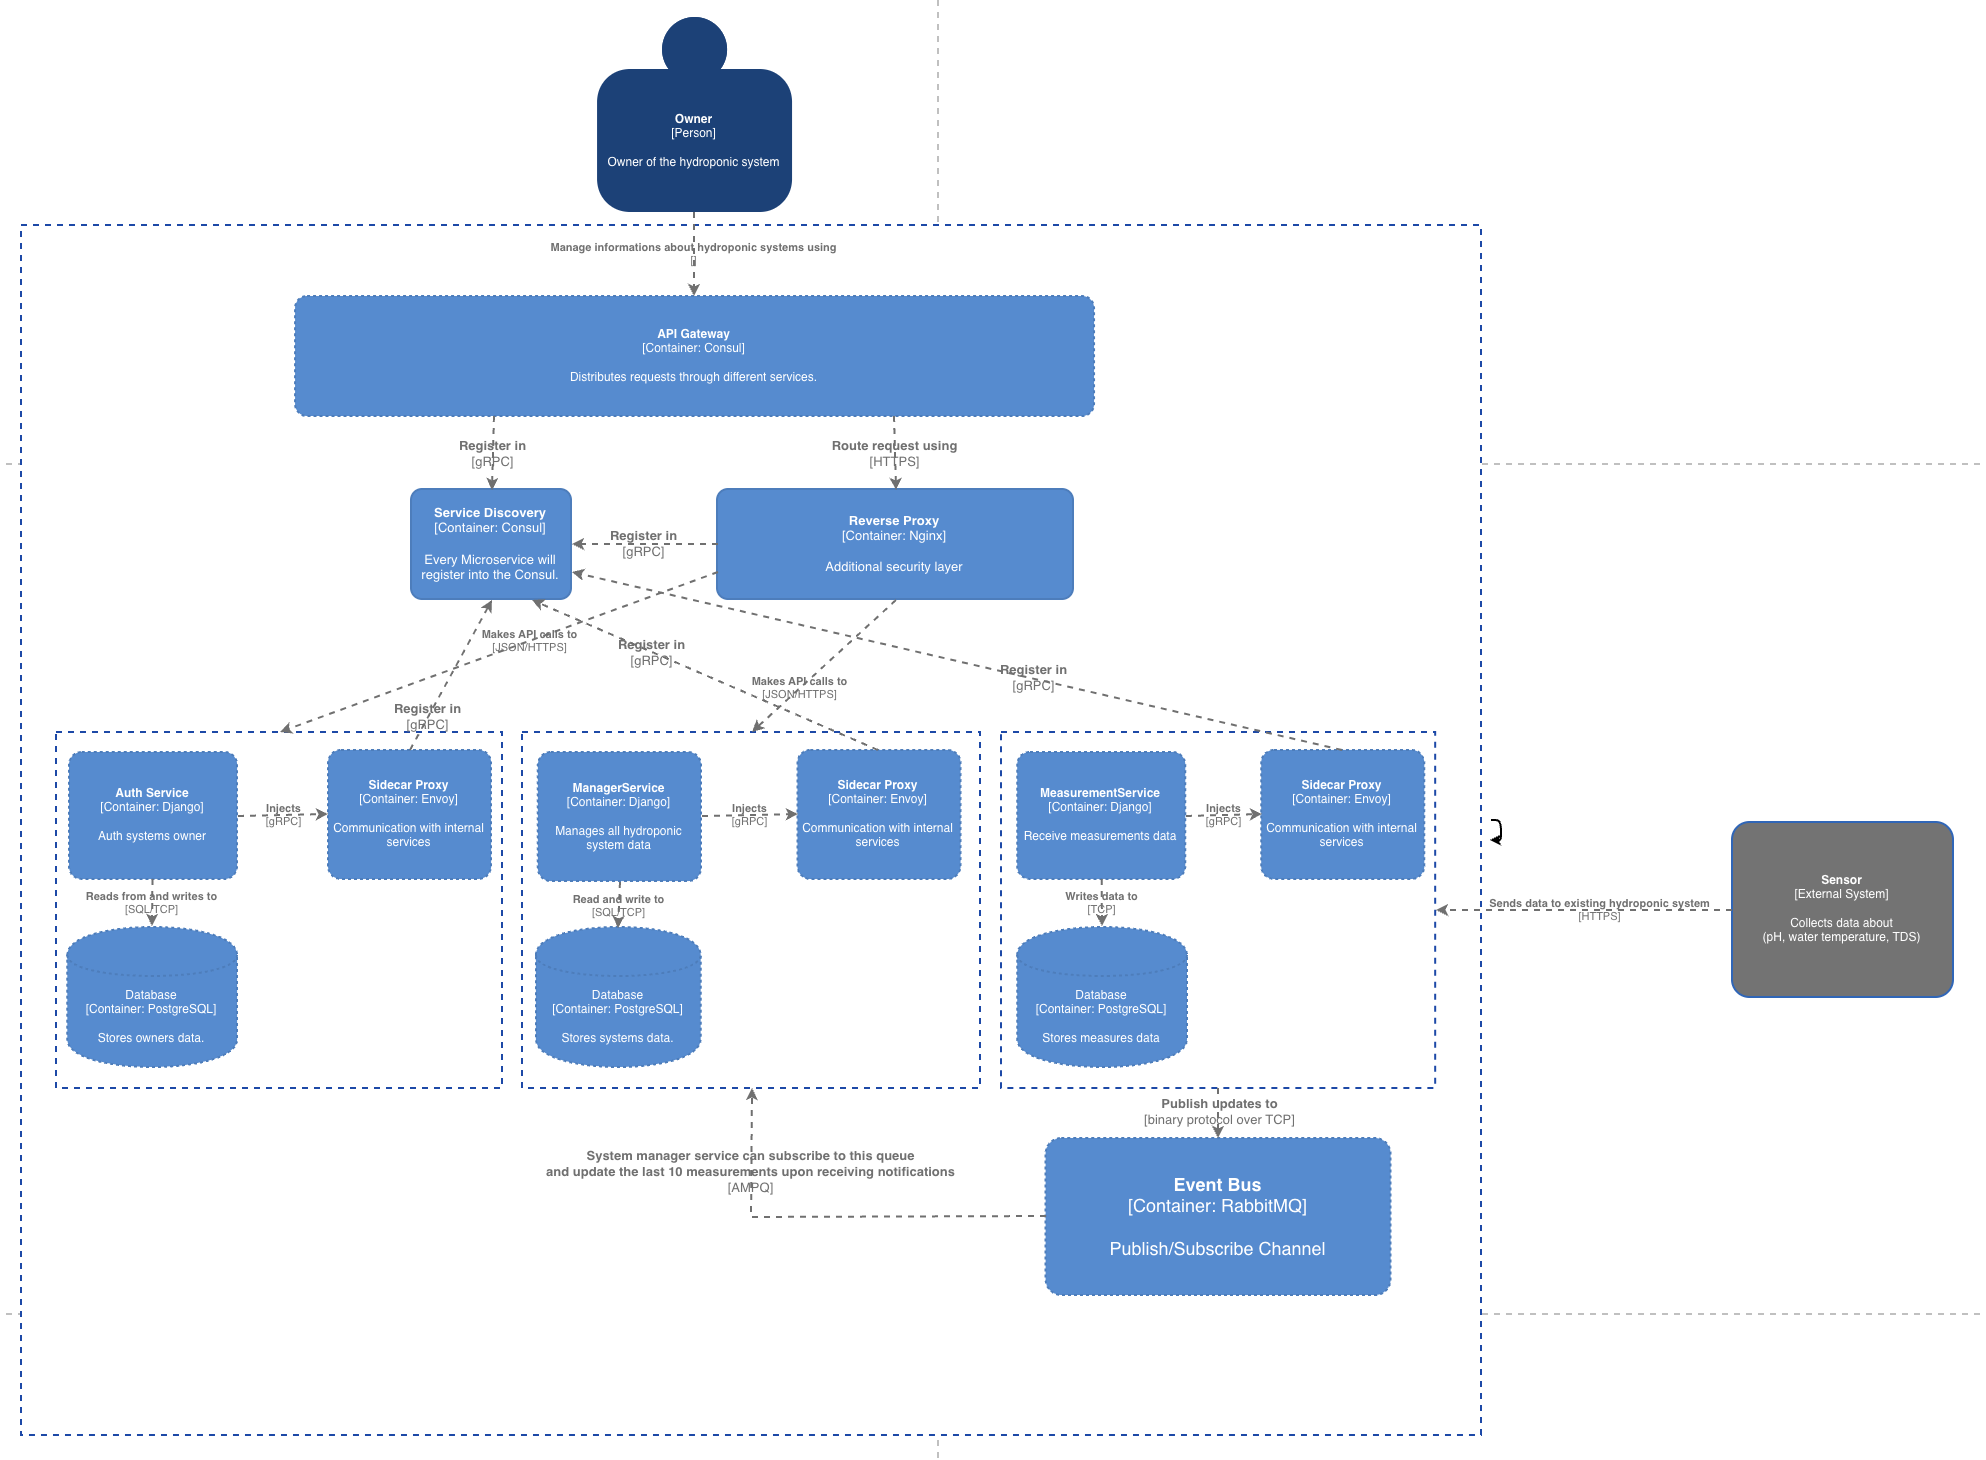 Owner
[Person]
Owner of the hydroponic system
Manage informations about hydroponic systems using
[]
API Gateway
[Container: Consul]
Distributes requests through different services.
Register in
[gRPC]
Route request using
[HTTPS]
Service Discovery
[Container: Consul]
Every Microservice will
register into the Consul.
Register in
[gRPC]
Reverse Proxy
[Container: Nginx]
Additional security layer
Makes API calls to
[JSON/HTTPS]
Register in
[gRPC]
Makes API calls to
[JSON/HTTPS]
Register in
[gRPC]
Register in
[gRPC]
Auth Service
[Container: Django]
Auth systems owner
Injects
[gRPC]
Sidecar Proxy
[Container: Envoy]
Communication with internal
services
Reads from and writes to
[SQL/TCP]
Database
[Container: PostgreSQL]
Stores owners data.
ManagerService
[Container: Django]
Manages all hydroponic
system data
Injects
[gRPC]
Sidecar Proxy
[Container: Envoy]
Communication with internal
services
Read and write to
[SQL/TCP]
Database
[Container: PostgreSQL]
Stores systems data.
MeasurementService
[Container: Django]
Receive measurements data
Injects
[gRPC]
Sidecar Proxy
[Container: Envoy]
Communication with internal
services
Writes data to
[TCP]
Database
[Container: PostgreSQL]
Stores measures data
Sends data to existing hydroponic system
[HTTPS]
Sensor
[External System]
Collects data about
(pH, water temperature, TDS)
Publish updates to
[binary protocol over TCP]
System manager service can subscribe to this queue
and update the last 10 measurements upon receiving notifications
[AMPQ]
Event Bus
[Container: RabbitMQ]
Publish/Subscribe Channel